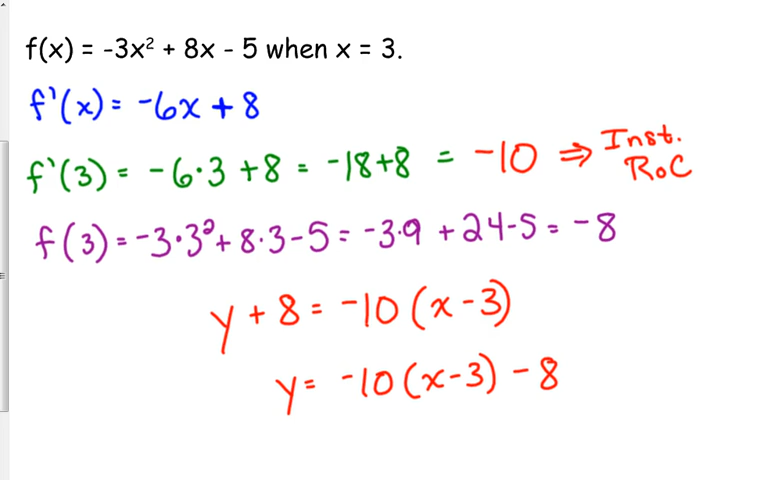 f(x) = -3x² + 8x - 5 when x = 3.
f'(x) = -6x + 8
f'(3) = -6·3 + 8 = -18+8 = -10 ⇒ Inst. RoC
f(3) = -3·3² + 8·3 - 5 = -3·9 + 24 - 5 = -8
y + 8 = -10(x - 3)
y = -10(x - 3) - 8